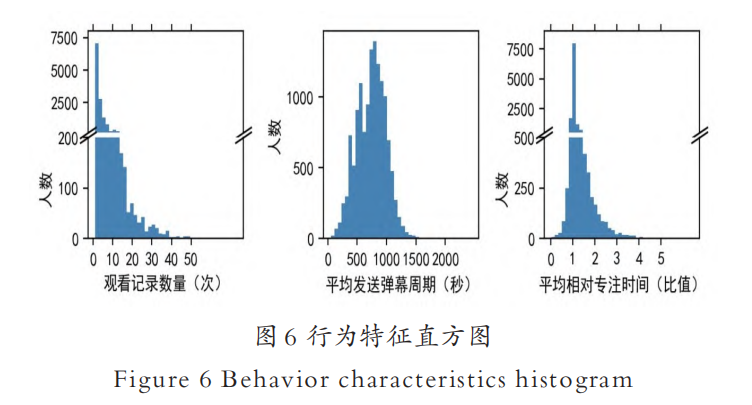 7500
5000
2500
200
100
0
人数
0 10 20 30 40 50
观看记录数量（次）
1000
500
0
人数
0 500 1000 1500 2000
平均发送弹幕周期（秒）
7500
5000
2500
500
250
0
人数
0 1 2 3 4 5
平均相对专注时间（比值）
图 6 行为特征直方图
Figure 6 Behavior characteristics histogram